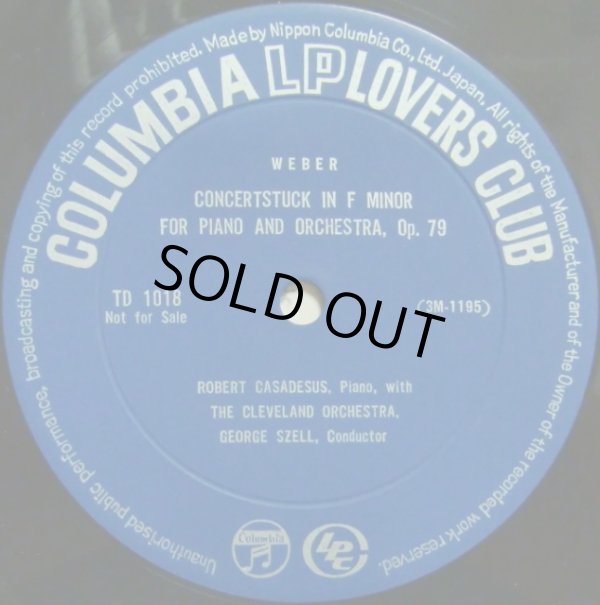 Unauthorised public performance, broadcasting and copying of this record prohibited. Made by Nippon Columbia Co., Ltd. Japan. All rights of the Manufacturer and of the Owner of the recorded work reserved.
COLUMBIA LP LOVERS CLUB
WEBER
CONCERTSTUCK IN F MINOR
FOR PIANO AND ORCHESTRA, Op. 79
SOLD OUT
TD 1018 (3M-1195)
Not for Sale
ROBERT CASADESUS, Piano, with
THE CLEVELAND ORCHESTRA,
GEORGE SZELL, Conductor
Columbia LPC